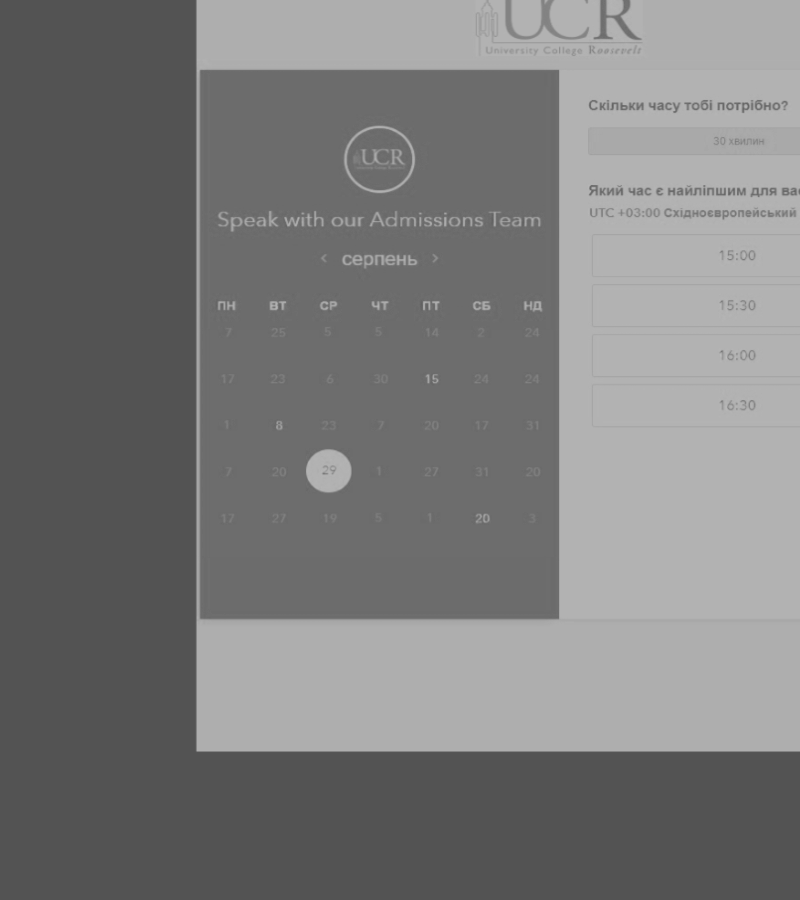 UCR
University College Roosevelt
UCR
Speak with our Admissions Team
< серпень >
ПН ВТ СР ЧТ ПТ СБ НД
7 25 5 5 14 2 24
17 23 6 30 15 24 24
1 8 23 7 20 17 31
7 20 29 1 27 31 20
17 27 19 5 1 20 3
Скільки часу тобі потрібно?
30 хвилин
Який час є найліпшим для вас
UTC +03:00 Східноєвропейський
15:00
15:30
16:00
16:30